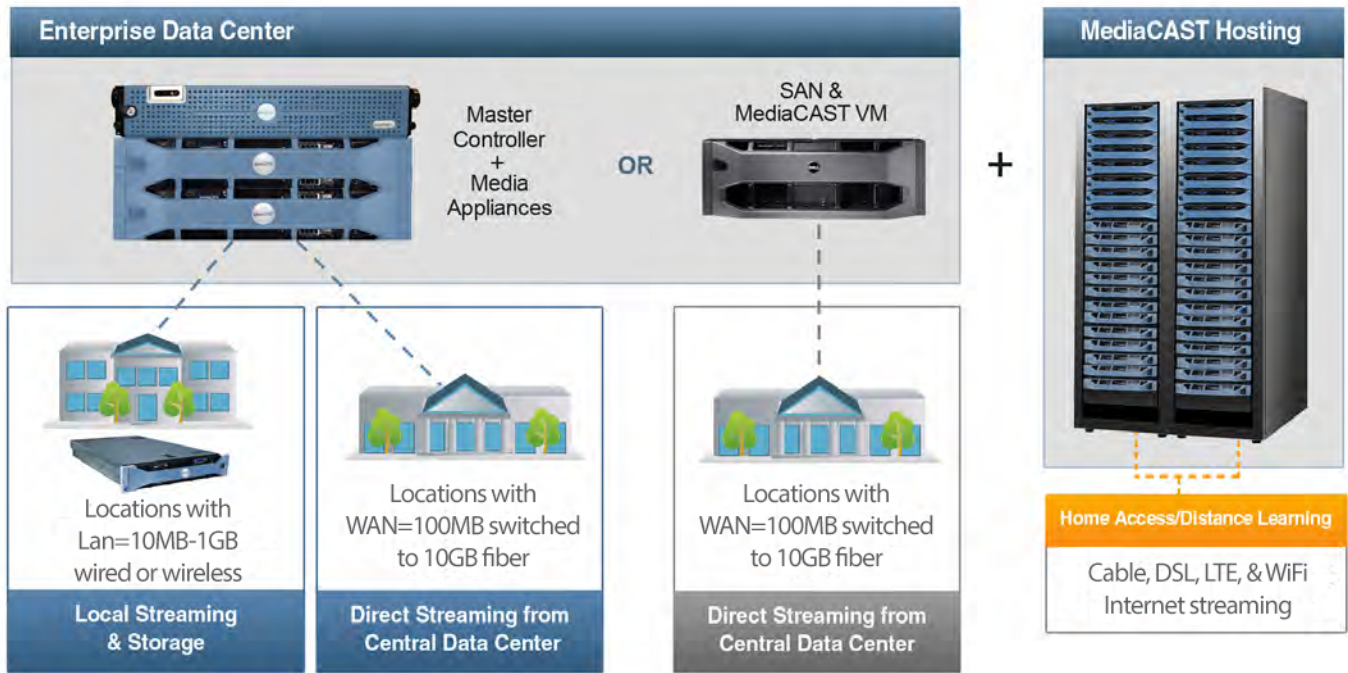 Enterprise Data Center
Master
Controller
+
Media
Appliances
OR
SAN &
MediaCAST VM
+
MediaCAST Hosting
Locations with
Lan=10MB-1GB
wired or wireless
Local Streaming
& Storage
Locations with
WAN=100MB switched
to 10GB fiber
Direct Streaming from
Central Data Center
Locations with
WAN=100MB switched
to 10GB fiber
Direct Streaming from
Central Data Center
Home Access/Distance Learning
Cable, DSL, LTE, & WiFi
Internet streaming